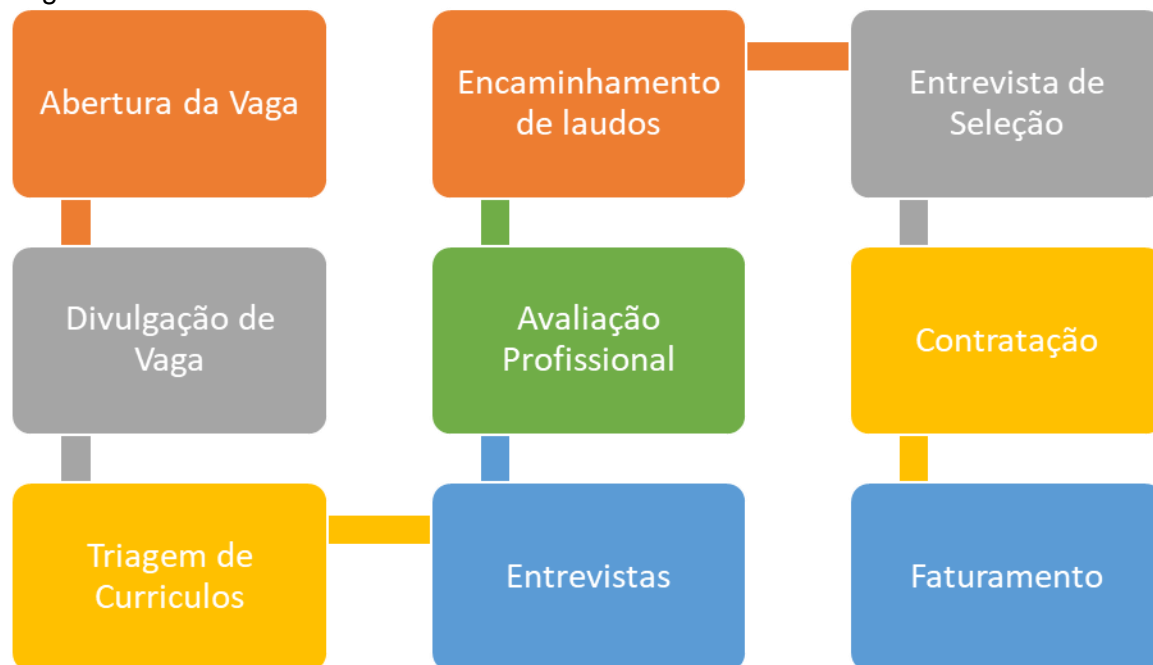 Abertura da Vaga
Divulgação de
Vaga
Triagem de
Curriculos
Entrevistas
Avaliação
Profissional
Encaminhamento
de laudos
Entrevista de
Seleção
Contratação
Faturamento